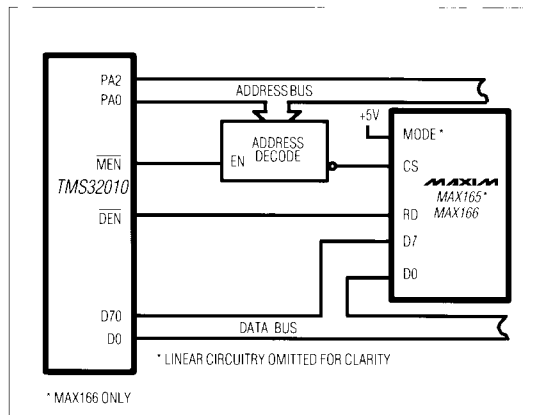 PA2
PA0
ADDRESS BUS
+5V
MODE *
ADDRESS
DECODE
EN
MEN
CS
TMS32010
MAXIM
MAX165*
MAX166
DEN
RD
D7
D0
D70
D0
DATA BUS
* LINEAR CIRCUITRY OMITTED FOR CLARITY
* MAX166 ONLY